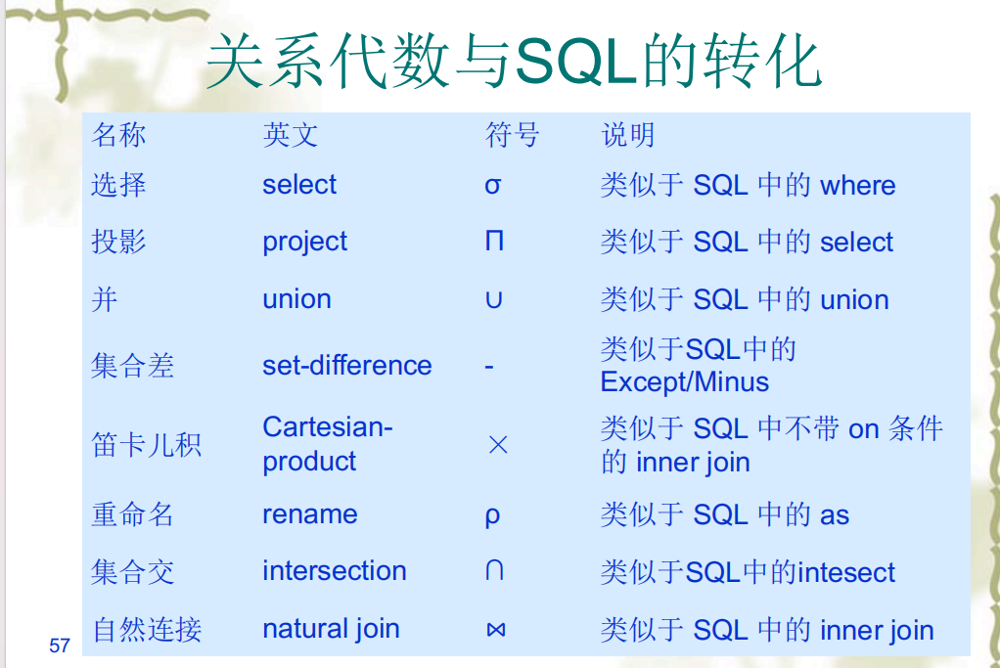 关系代数与SQL的转化
名称 英文 符号 说明
选择 select σ 类似于 SQL 中的 where
投影 project Π 类似于 SQL 中的 select
并 union ∪ 类似于 SQL 中的 union
集合差 set-difference - 类似于SQL中的
Except/Minus
笛卡儿积 Cartesian-
product × 类似于 SQL 中不带 on 条件
的 inner join
重命名 rename ρ 类似于 SQL 中的 as
集合交 intersection ∩ 类似于SQL中的intesect
自然连接 natural join ⋈ 类似于 SQL 中的 inner join
57